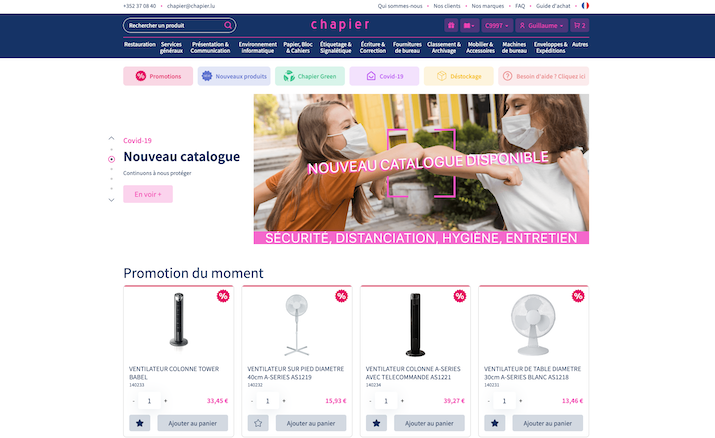 +352 37 08 40 • chapier@chapier.lu
Qui sommes-nous • Nos clients • Nos marques • FAQ • Guide d'achat •
Rechercher un produit
chapier
C9997
Guillaume
2
Restauration
Services généraux
Présentation & Communication
Environnement informatique
Papier, Bloc & Cahiers
Étiquetage & Signalétique
Écriture & Correction
Fournitures de bureau
Classement & Archivage
Mobilier & Accessoires
Machines de bureau
Enveloppes & Expéditions
Autres
Promotions
Nouveaux produits
Chapier Green
Covid-19
Déstockage
Besoin d'aide ? Cliquez ici
Covid-19
Nouveau catalogue
Continuons à nous protéger
En voir +
NOUVEAU CATALOGUE DISPONIBLE
SÉCURITÉ, DISTANCIATION, HYGIÈNE, ENTRETIEN
Promotion du moment
%
VENTILATEUR COLONNE TOWER
BABEL
140233
- 1 +
33,45 €
Ajouter au panier
%
VENTILATEUR SUR PIED DIAMETRE
40cm A-SERIES AS1219
140232
- 1 +
15,93 €
Ajouter au panier
%
VENTILATEUR COLONNE A-SERIES
AVEC TELECOMMANDE AS1221
140234
- 1 +
39,27 €
Ajouter au panier
%
VENTILATEUR DE TABLE DIAMETRE
30cm A-SERIES BLANC AS1218
140231
- 1 +
13,46 €
Ajouter au panier